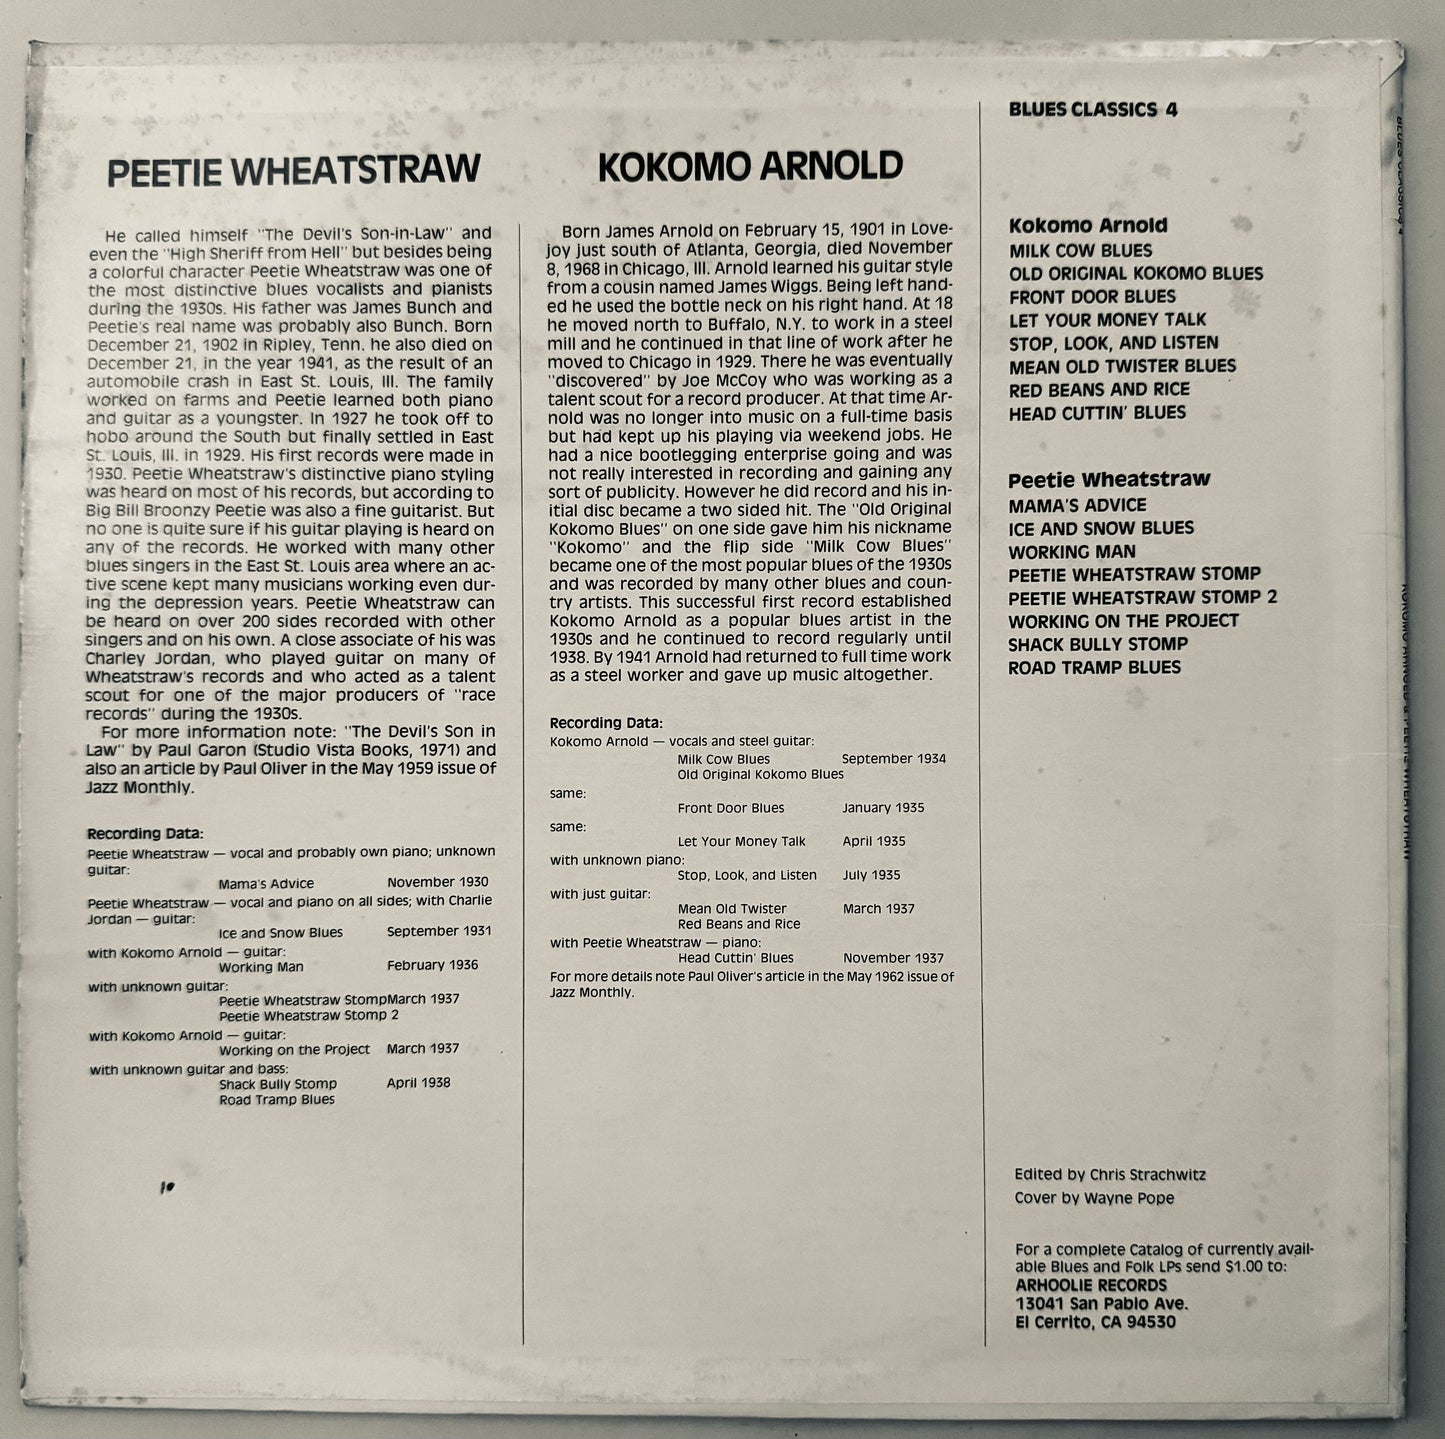 PEETIE WHEATSTRAW
He called himself "The Devil's Son-in-Law" and
even the "High Sheriff from Hell" but besides being
a colorful character Peetie Wheatstraw was one of
the most distinctive blues vocalists and pianists
during the 1930s. His father was James Bunch and
Peetie's real name was probably also Bunch. Born
December 21, 1902 in Ripley, Tenn. he also died on
December 21, in the year 1941, as the result of an
automobile crash in East St. Louis, Ill. The family
worked on farms and Peetie learned both piano
and guitar as a youngster. In 1927 he took off to
hobo around the South but finally settled in East
St. Louis, Ill. in 1929. His first records were made in
1930. Peetie Wheatstraw's distinctive piano styling
was heard on most of his records, but according to
Big Bill Broonzy Peetie was also a fine guitarist. But
no one is quite sure if his guitar playing is heard on
any of the records. He worked with many other
blues singers in the East St. Louis area where an ac-
tive scene kept many musicians working even dur-
ing the depression years. Peetie Wheatstraw can
be heard on over 200 sides recorded with other
singers and on his own. A close associate of his was
Charley Jordan, who played guitar on many of
Wheatstraw's records and who acted as a talent
scout for one of the major producers of "race
records" during the 1930s.
For more information note: "The Devil's Son in
Law" by Paul Garon (Studio Vista Books, 1971) and
also an article by Paul Oliver in the May 1959 issue of
Jazz Monthly.
Recording Data:
Peetie Wheatstraw — vocal and probably own piano; unknown
guitar:
Mama's Advice November 1930
Peetie Wheatstraw — vocal and piano on all sides; with Charlie
Jordan — guitar:
Ice and Snow Blues September 1931
with Kokomo Arnold — guitar:
Working Man February 1936
with unknown guitar:
Peetie Wheatstraw Stomp March 1937
Peetie Wheatstraw Stomp 2
with Kokomo Arnold — guitar:
Working on the Project March 1937
with unknown guitar and bass:
Shack Bully Stomp April 1938
Road Tramp Blues
KOKOMO ARNOLD
Born James Arnold on February 15, 1901 in Love-
joy just south of Atlanta, Georgia, died November
8, 1968 in Chicago, Ill. Arnold learned his guitar style
from a cousin named James Wiggs. Being left hand-
ed he used the bottle neck on his right hand. At 18
he moved north to Buffalo, N.Y. to work in a steel
mill and he continued in that line of work after he
moved to Chicago in 1929. There he was eventually
"discovered" by Joe McCoy who was working as a
talent scout for a record producer. At that time Ar-
nold was no longer into music on a full-time basis
but had kept up his playing via weekend jobs. He
had a nice bootlegging enterprise going and was
not really interested in recording and gaining any
sort of publicity. However he did record and his in-
itial disc became a two sided hit. The "Old Original
Kokomo Blues" on one side gave him his nickname
"Kokomo" and the flip side "Milk Cow Blues"
became one of the most popular blues of the 1930s
and was recorded by many other blues and coun-
try artists. This successful first record established
Kokomo Arnold as a popular blues artist in the
1930s and he continued to record regularly until
1938. By 1941 Arnold had returned to full time work
as a steel worker and gave up music altogether.
Recording Data:
Kokomo Arnold — vocals and steel guitar:
Milk Cow Blues September 1934
Old Original Kokomo Blues
same:
Front Door Blues January 1935
same:
Let Your Money Talk April 1935
with unknown piano:
Stop, Look, and Listen July 1935
with just guitar:
Mean Old Twister March 1937
Red Beans and Rice
with Peetie Wheatstraw — piano:
Head Cuttin' Blues November 1937
For more details note Paul Oliver's article in the May 1962 issue of
Jazz Monthly.
BLUES CLASSICS 4
Kokomo Arnold
MILK COW BLUES
OLD ORIGINAL KOKOMO BLUES
FRONT DOOR BLUES
LET YOUR MONEY TALK
STOP, LOOK, AND LISTEN
MEAN OLD TWISTER BLUES
RED BEANS AND RICE
HEAD CUTTIN' BLUES
Peetie Wheatstraw
MAMA'S ADVICE
ICE AND SNOW BLUES
WORKING MAN
PEETIE WHEATSTRAW STOMP
PEETIE WHEATSTRAW STOMP 2
WORKING ON THE PROJECT
SHACK BULLY STOMP
ROAD TRAMP BLUES
Edited by Chris Strachwitz
Cover by Wayne Pope
For a complete Catalog of currently avail-
able Blues and Folk LPs send $1.00 to:
ARHOOLIE RECORDS
13041 San Pablo Ave.
El Cerrito, CA 94530
BLUES CLASSICS 4
KOKOMO ARNOLD & PEETIE WHEATSTRAW